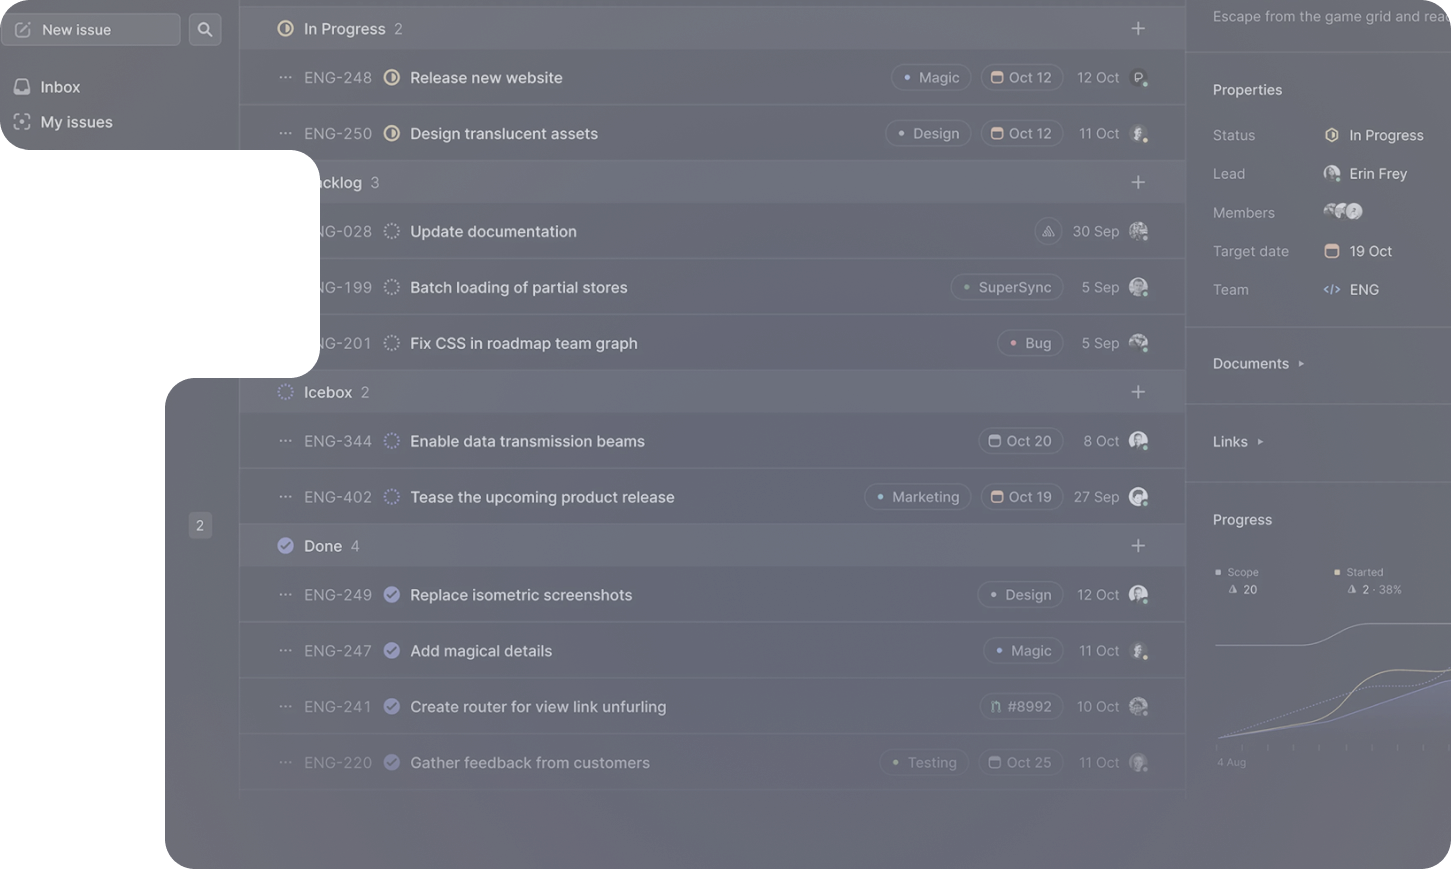 New issue
Inbox
My issues
2
In Progress 2
ENG-248 Release new website Magic Oct 12 12 Oct
ENG-250 Design translucent assets Design Oct 12 11 Oct
cklog 3
G-028 Update documentation 30 Sep
G-199 Batch loading of partial stores SuperSync 5 Sep
G-201 Fix CSS in roadmap team graph Bug 5 Sep
Icebox 2
ENG-344 Enable data transmission beams Oct 20 8 Oct
ENG-402 Tease the upcoming product release Marketing Oct 19 27 Sep
Done 4
ENG-249 Replace isometric screenshots Design 12 Oct
ENG-247 Add magical details Magic 11 Oct
ENG-241 Create router for view link unfurling #8992 10 Oct
ENG-220 Gather feedback from customers Testing Oct 25 11 Oct
Escape from the game grid and
Properties
Status In Progress
Lead Erin Frey
Members
Target date 19 Oct
Team </> ENG
Documents
Links
Progress
Scope Started
20 2 · 38%
4 Aug